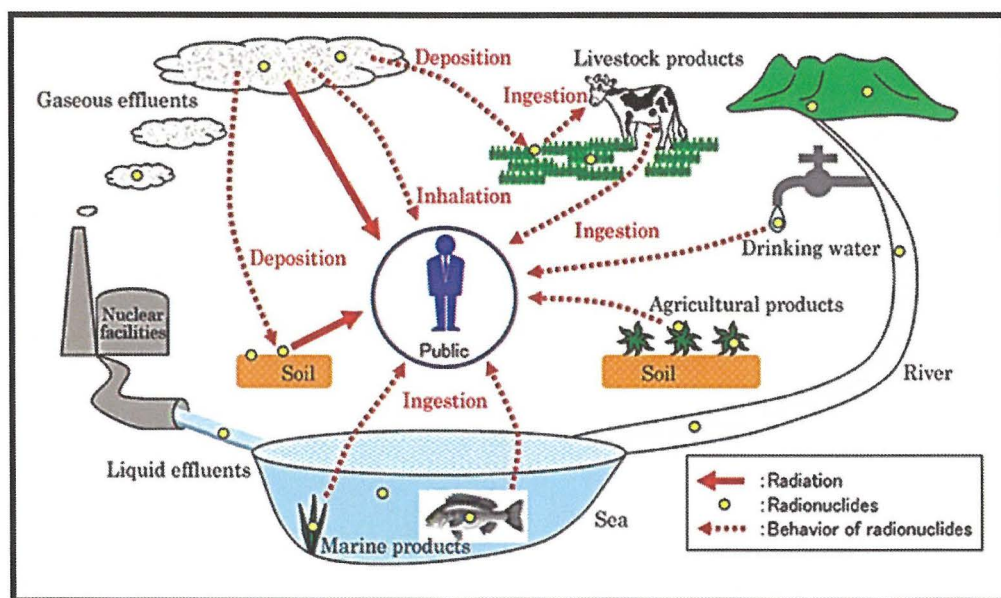 Deposition
Livestock products
Gaseous effluents
Ingestion
Inhalation
Ingestion
Drinking water
Deposition
Agricultural products
Nuclear
facilities
Public
Soil
Soil
River
Ingestion
Liquid effluents
Sea
Marine products
:Radiation
:Radionuclides
:Behavior of radionuclides